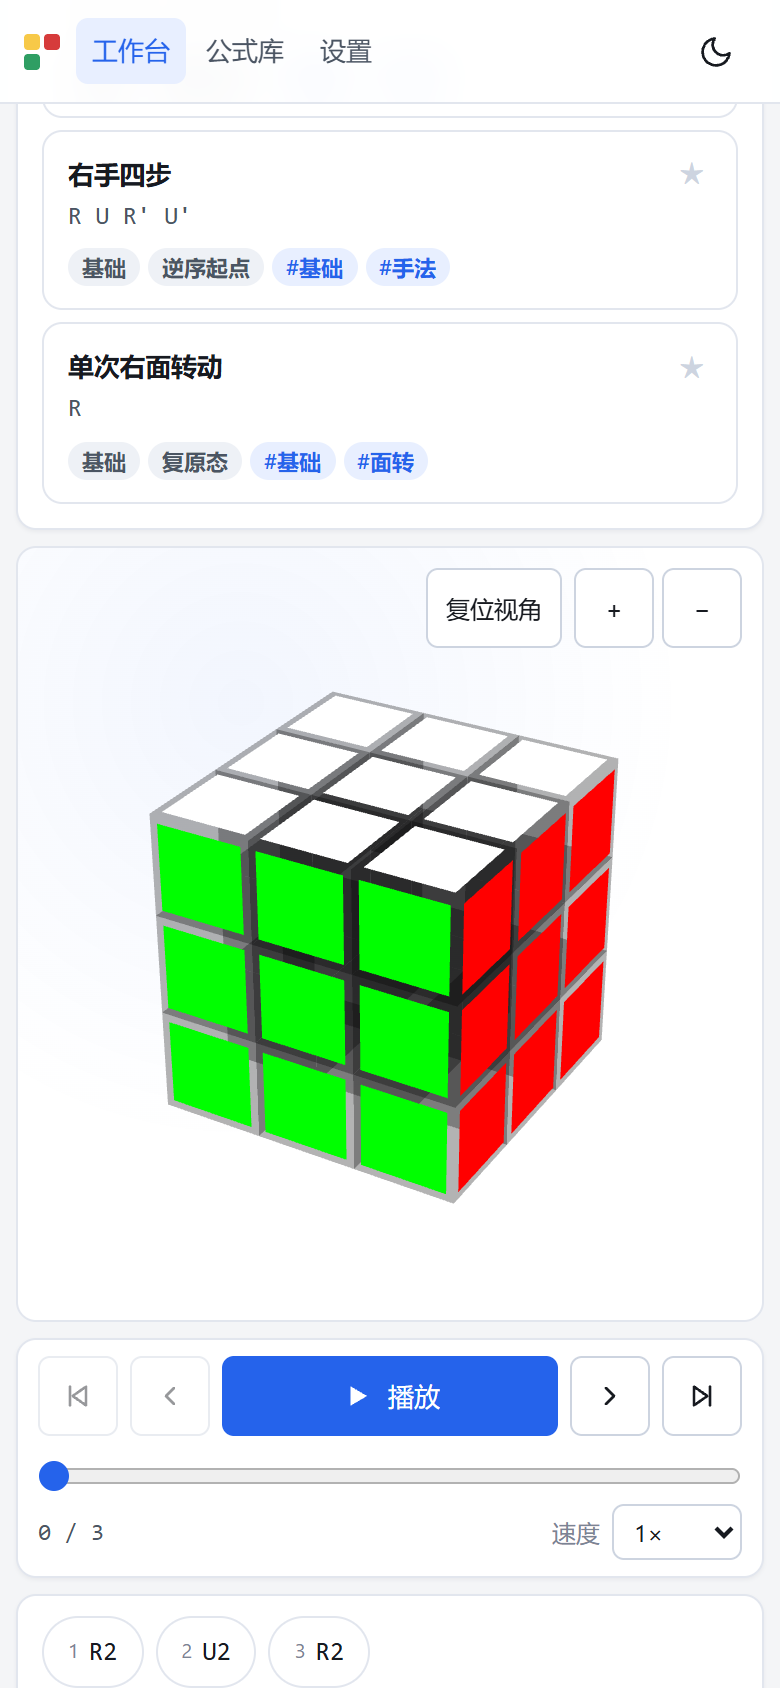 工作台 公式库 设置
右手四步 ★
R U R' U'
基础 逆序起点 #基础 #手法
单次右面转动 ★
R
基础 复原态 #基础 #面转
复位视角 + −
播放
0 / 3 速度 1×
1 R2 2 U2 3 R2